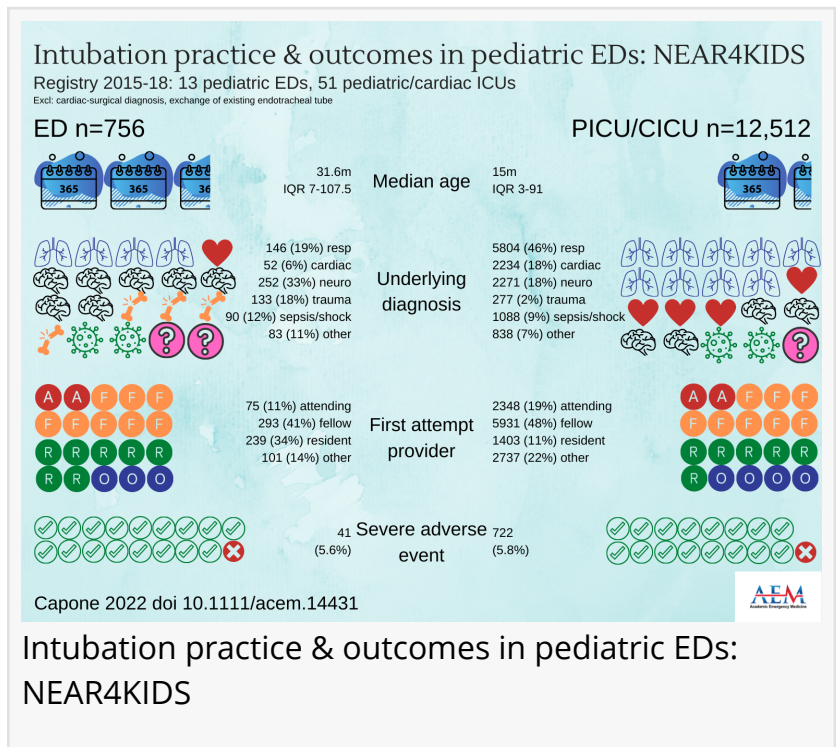 Intubation practice & outcomes in pediatric EDs: NEAR4KIDS
Registry 2015-18: 13 pediatric EDs, 51 pediatric/cardiac ICUs
Excl: cardiac-surgical diagnosis, exchange of existing endotracheal tube
ED n=756
PICU/CICU n=12,512
365 365 36
31.6m
IQR 7-107.5
Median age
15m
IQR 3-91
365
146 (19%) resp
52 (6%) cardiac
252 (33%) neuro
133 (18%) trauma
90 (12%) sepsis/shock
83 (11%) other
Underlying
diagnosis
5804 (46%) resp
2234 (18%) cardiac
2271 (18%) neuro
277 (2%) trauma
1088 (9%) sepsis/shock
838 (7%) other
? ?
?
A A F F F
F F F F F
R R R R R
R R O O O
75 (11%) attending
293 (41%) fellow
239 (34%) resident
101 (14%) other
First attempt
provider
2348 (19%) attending
5931 (48%) fellow
1403 (11%) resident
2737 (22%) other
A A F F F
F F F F F
R R R R R
R O O O O
41
(5.6%)
Severe adverse
event
722
(5.8%)
Capone 2022 doi 10.1111/acem.14431
AEM
Academic Emergency Medicine
Intubation practice & outcomes in pediatric EDs:
NEAR4KIDS